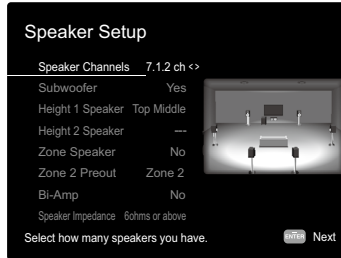 Speaker Setup
Speaker Channels 7.1.2 ch <>
Subwoofer Yes
Height 1 Speaker Top Middle
Height 2 Speaker ---
Zone Speaker No
Zone 2 Preout Zone 2
Bi-Amp No
Speaker Impedance 6ohms or above
Select how many speakers you have. ENTER Next